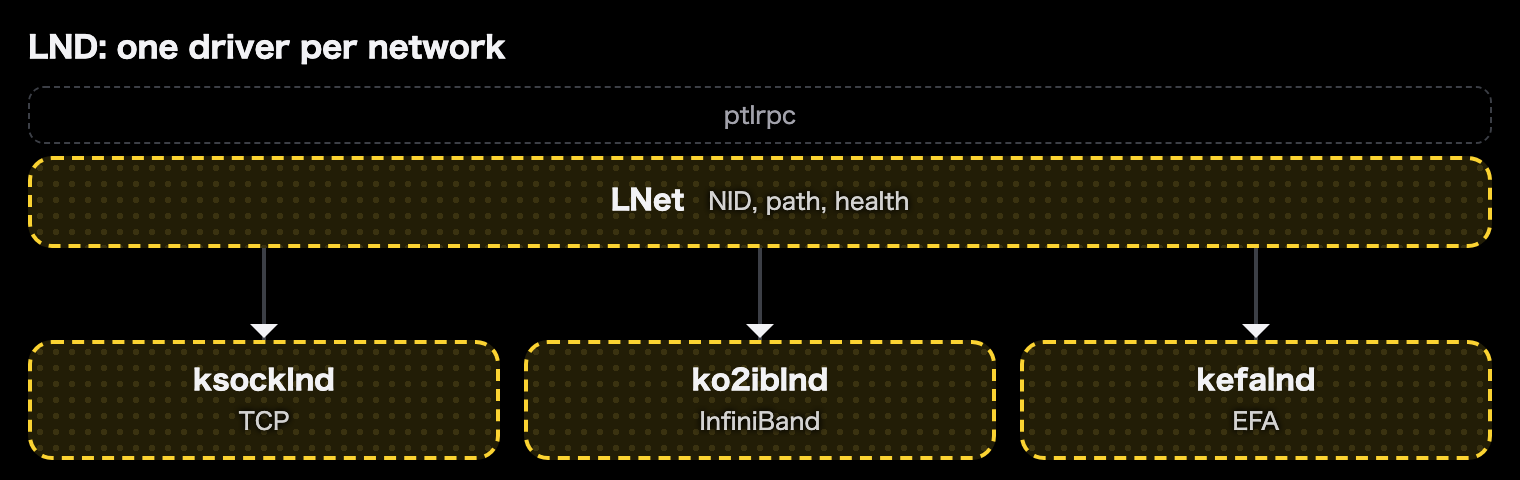 LND: one driver per network
ptlrpc
LNet NID, path, health
ksocklnd
TCP
ko2iblnd
InfiniBand
kefalnd
EFA